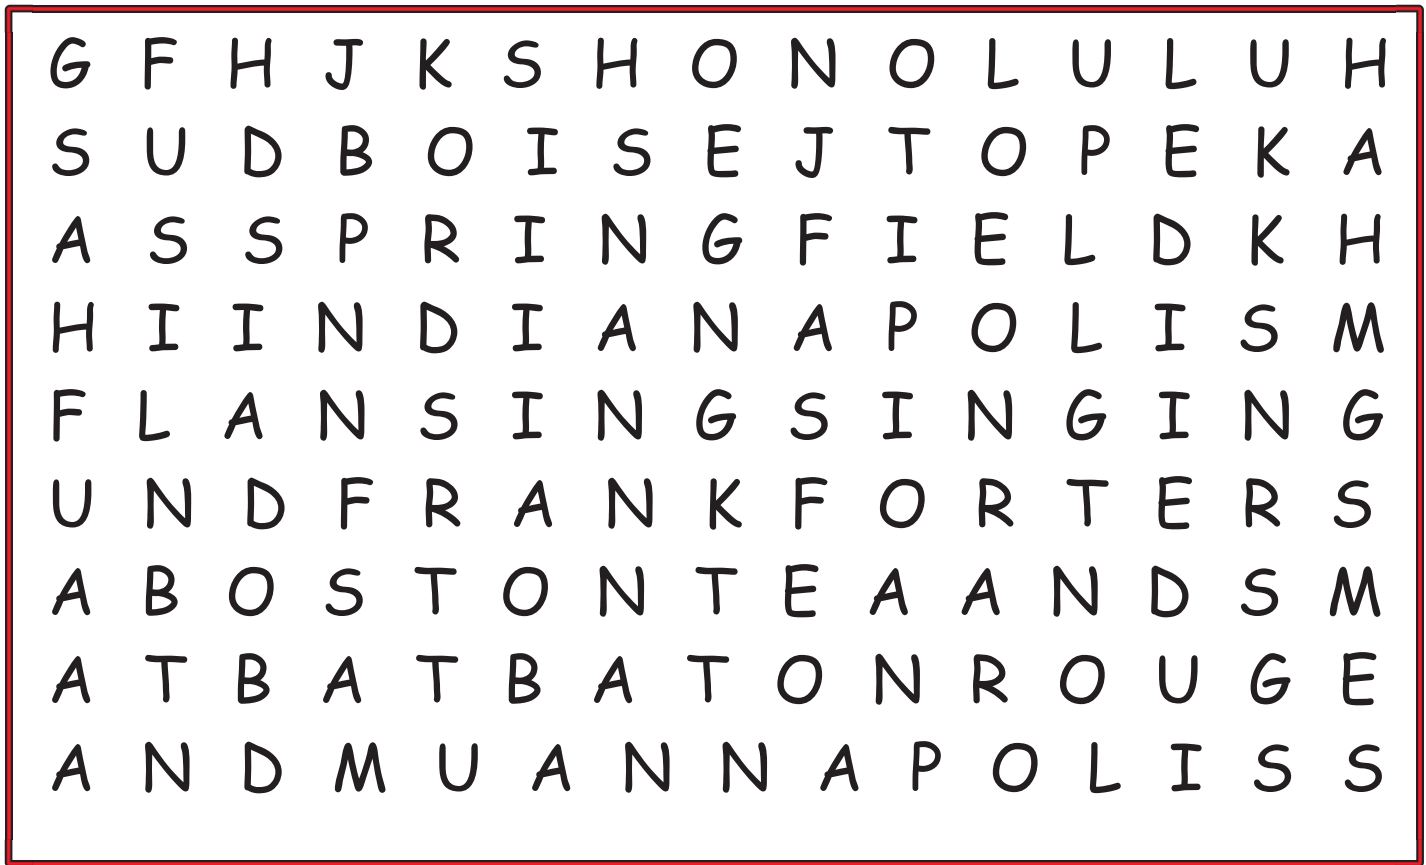 G F H J K S H O N O L U L U H
S U D B O I S E J T O P E K A
A S S P R I N G F I E L D K H
H I I N D I A N A P O L I S M
F L A N S I N G S I N G I N G
U N D F R A N K F O R T E R S
A B O S T O N T E A A N D S M
A T B A T B A T O N R O U G E
A N D M U A N N A P O L I S S